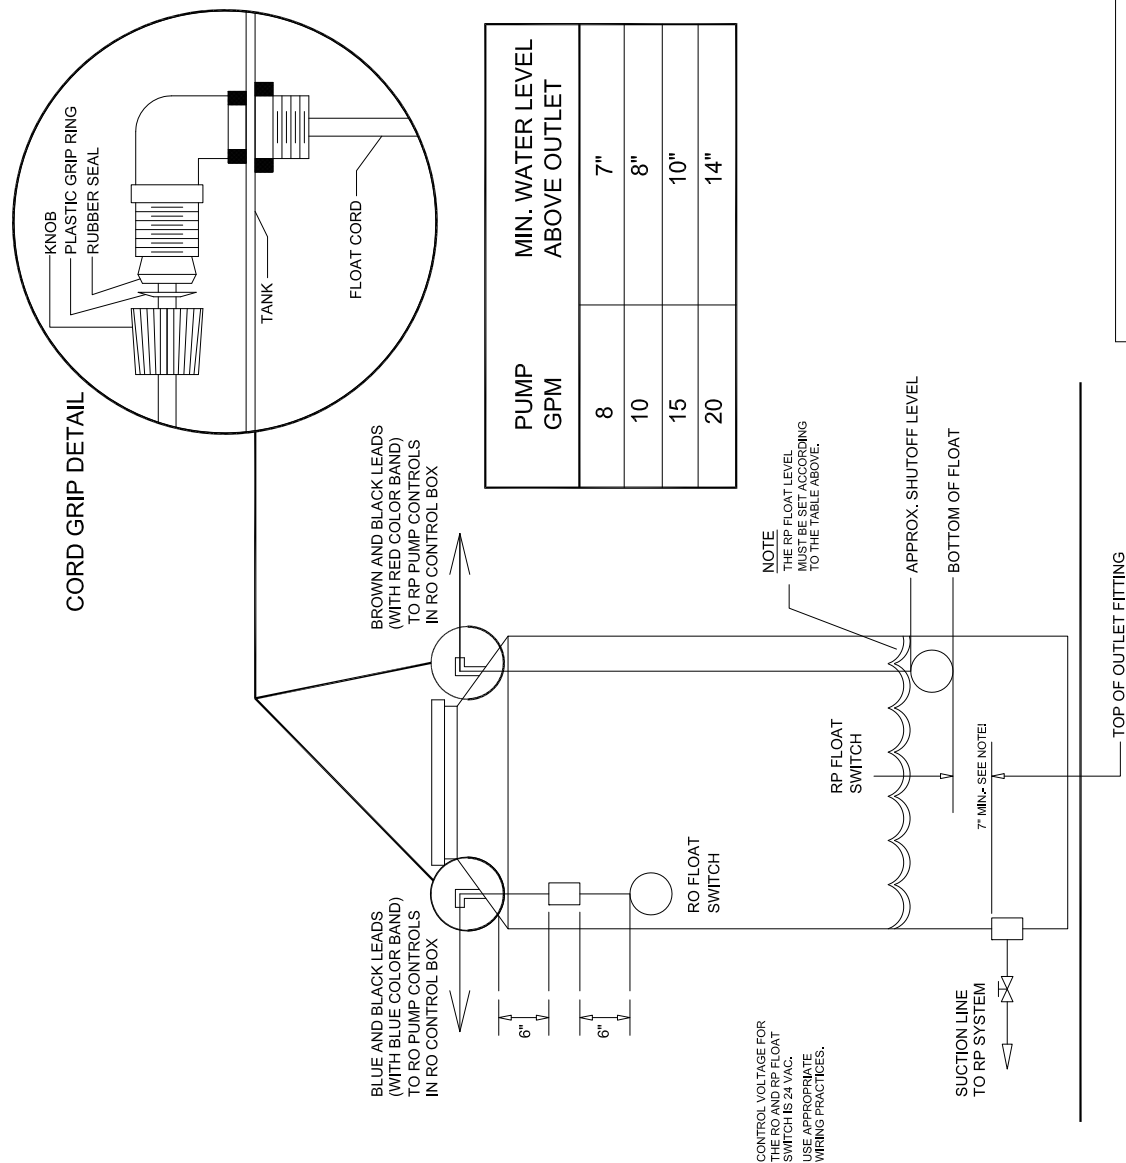 CORD GRIP DETAIL
KNOB
PLASTIC GRIP RING
RUBBER SEAL
TANK
FLOAT CORD
BLUE AND BLACK LEADS
(WITH BLUE COLOR BAND)
TO RO PUMP CONTROLS
IN RO CONTROL BOX
BROWN AND BLACK LEADS
(WITH RED COLOR BAND)
TO RP PUMP CONTROLS
IN RO CONTROL BOX
PUMP
GPM
MIN. WATER LEVEL
ABOVE OUTLET
8 7"
10 8"
15 10"
20 14"
6"
6"
RO FLOAT
SWITCH
NOTE
THE RP FLOAT LEVEL
MUST BE SET ACCORDING
TO THE TABLE ABOVE.
CONTROL VOLTAGE FOR
THE RO AND RP FLOAT
SWITCH IS 24 VAC.
USE APPROPRIATE
WIRING PRACTICES.
RP FLOAT
SWITCH
APPROX. SHUTOFF LEVEL
BOTTOM OF FLOAT
7" MIN.- SEE NOTE!
SUCTION LINE
TO RP SYSTEM
TOP OF OUTLET FITTING